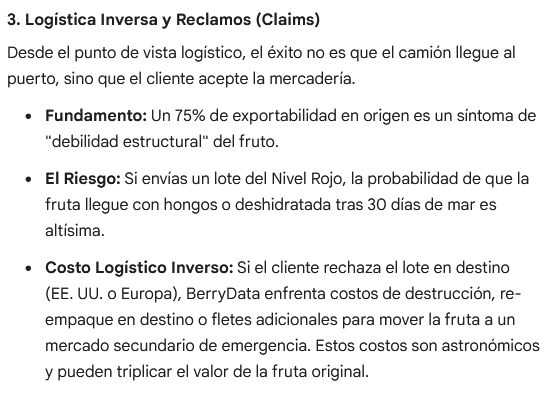 3. Logística Inversa y Reclamos (Claims)
Desde el punto de vista logístico, el éxito no es que el camión llegue al
puerto, sino que el cliente acepte la mercadería.
• Fundamento: Un 75% de exportabilidad en origen es un síntoma de
"debilidad estructural" del fruto.
• El Riesgo: Si envías un lote del Nivel Rojo, la probabilidad de que la
fruta llegue con hongos o deshidratada tras 30 días de mar es
altísima.
• Costo Logístico Inverso: Si el cliente rechaza el lote en destino
(EE. UU. o Europa), BerryData enfrenta costos de destrucción, re-
empaque en destino o fletes adicionales para mover la fruta a un
mercado secundario de emergencia. Estos costos son astronómicos
y pueden triplicar el valor de la fruta original.